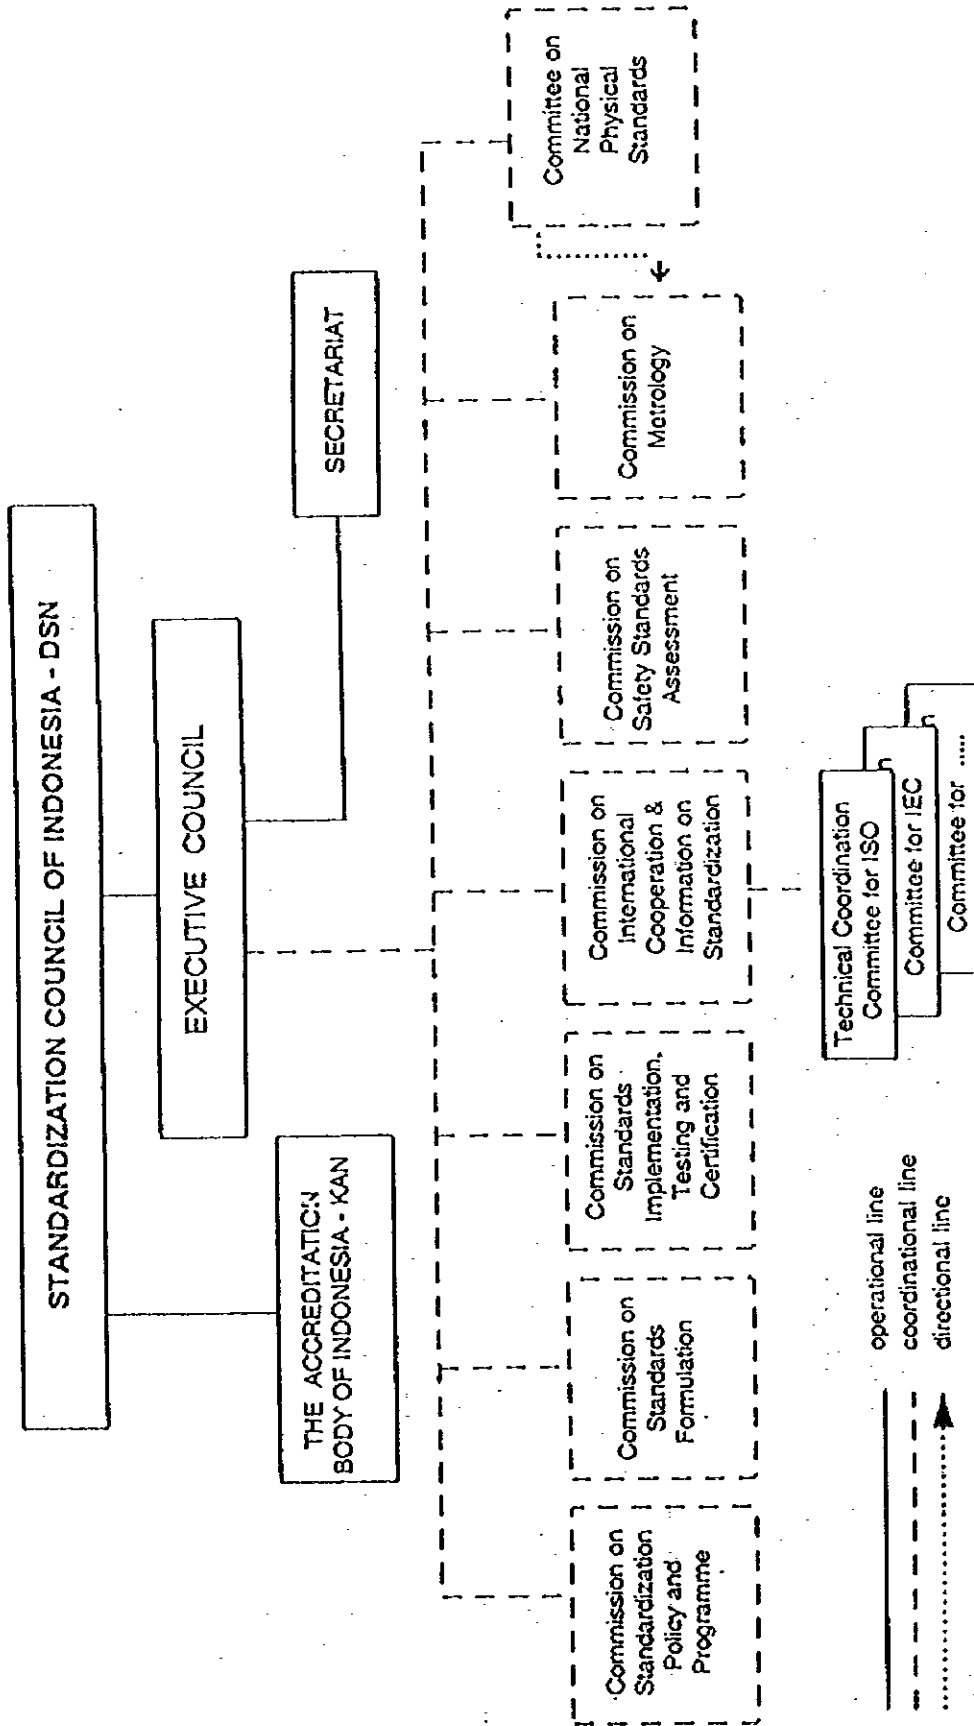 STANDARDIZATION COUNCIL OF INDONESIA - DSN
EXECUTIVE COUNCIL
THE ACCREDITATION
BODY OF INDONESIA - KAN
SECRETARIAT
Commission on
Standardization
Policy and
Programme
Commission on
Standards
Formulation
Commission on
Standards
Implementation,
Testing and
Certification
Commission on
International
Cooperation &
Information on
Standardization
Commission on
Safety Standards
Assessment
Commission on
Metrology
Committee on
National
Physical
Standards
Technical Coordination
Committee for ISO
n
Committee for IEC
n
Committee for .....
operational line
coordinational line
directional line